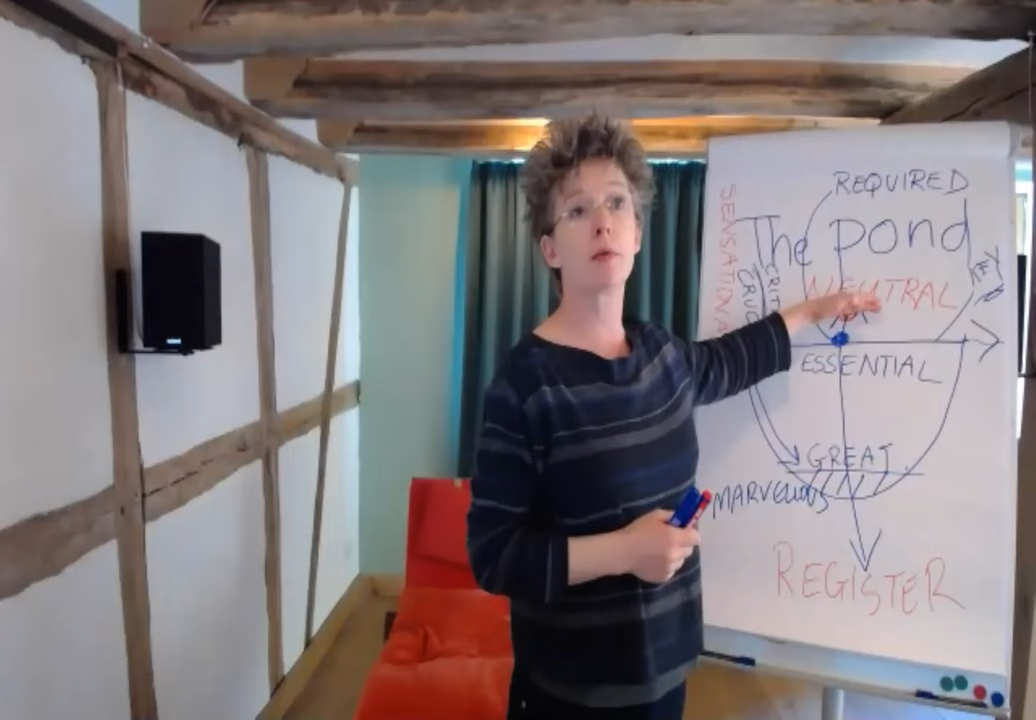 REQUIRED
The pond
NEUTRAL
ESSENTIAL
GREAT
MARVELLOUS
REGISTER